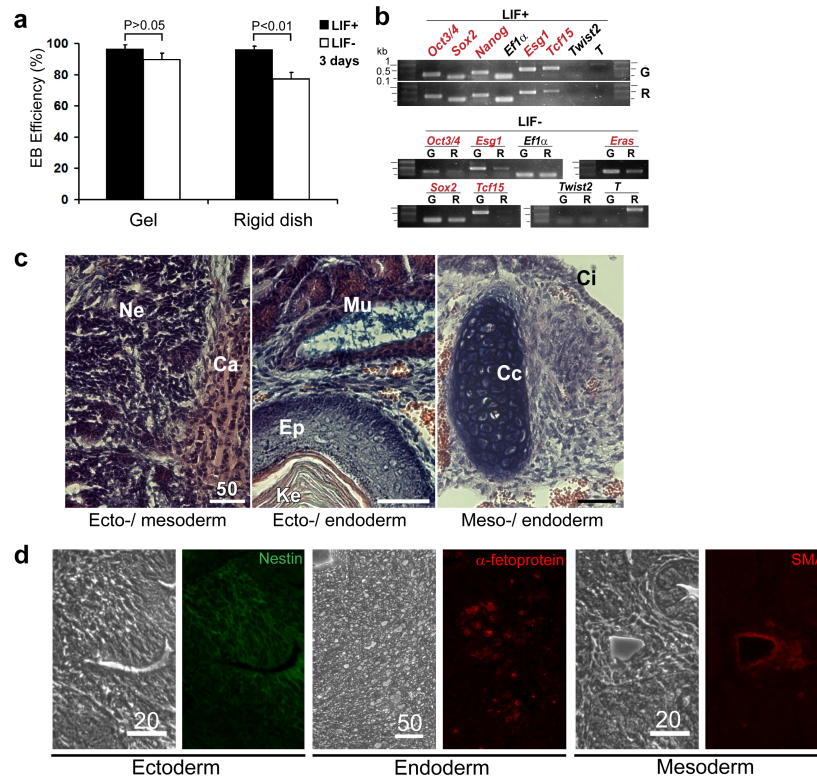 a
P>0.05
P<0.01
LIF+
LIF-
3 days
EB Efficiency (%)
100
80
60
40
20
0
Gel
Rigid dish
b
LIF+
Oct3/4 Sox2 Nanog Ef1α Esg1 Tcf15 Twist2 T
kb
1
0.5
0.1
G
R
LIF-
Oct3/4 Esg1 Ef1α Eras
G R G R G R G R
Sox2 Tcf15 Twist2 T
G R G R G R G R
c
Ne
Ca
50
Mu
Ep
Ke
Ci
Cc
Ecto-/ mesoderm
Ecto-/ endoderm
Meso-/ endoderm
d
Nestin
α-fetoprotein
SMA
20
50
20
Ectoderm
Endoderm
Mesoderm